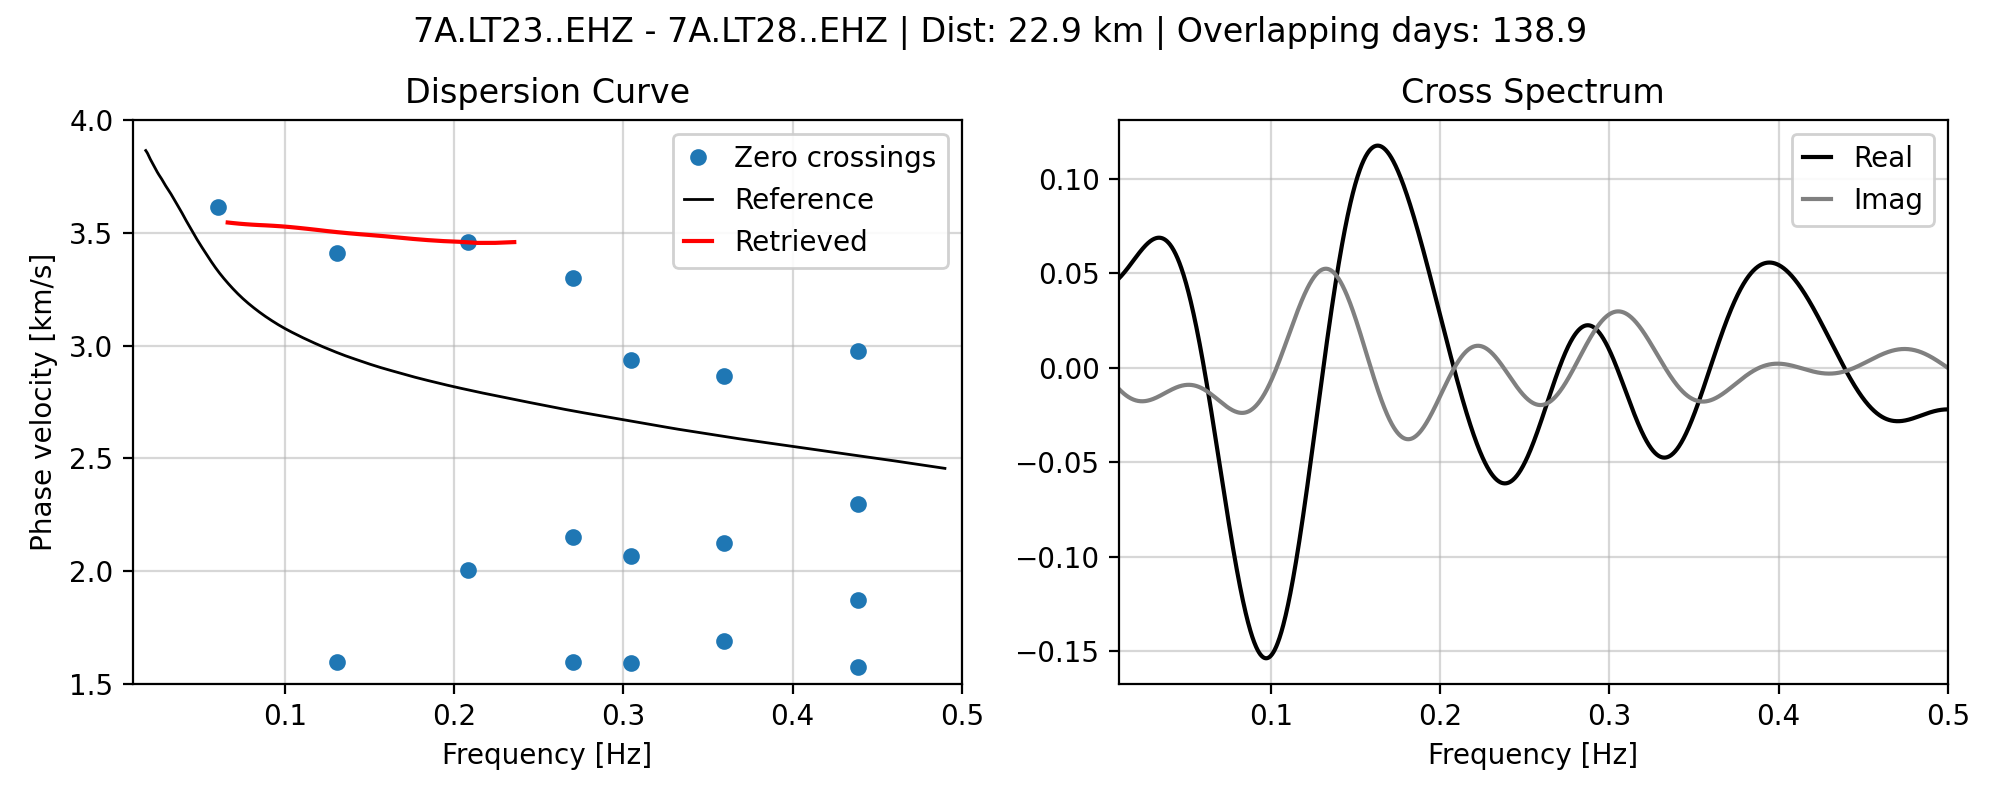 7A.LT23..EHZ - 7A.LT28..EHZ | Dist: 22.9 km | Overlapping days: 138.9
Dispersion Curve
4.0
3.5
3.0
2.5
2.0
1.5
Phase velocity [km/s]
Zero crossings
Reference
Retrieved
0.1
0.2
0.3
0.4
0.5
Frequency [Hz]
Cross Spectrum
0.10
0.05
0.00
−0.05
−0.10
−0.15
Real
Imag
0.1
0.2
0.3
0.4
0.5
Frequency [Hz]